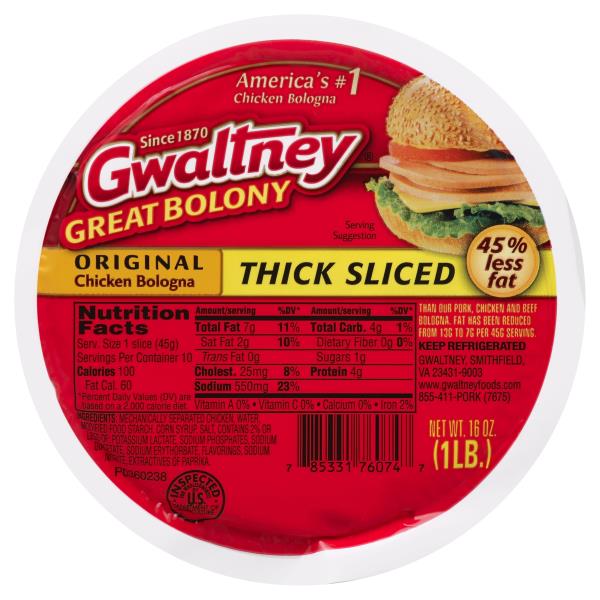 America's #1
Chicken Bologna
Since 1870
Gwaltney®
GREAT BOLONY
Serving
Suggestion
ORIGINAL
Chicken Bologna
THICK SLICED
45%
less
fat
Nutrition
Facts
Serv. Size 1 slice (45g)
Servings Per Container 10
Calories 100
Fat Cal. 60
*Percent Daily Values (DV) are
based on a 2,000 calorie diet.
Amount/serving %DV*
Total Fat 7g 11%
Sat Fat 2g 10%
Trans Fat 0g
Cholest. 25mg 8%
Sodium 550mg 23%
Amount/serving %DV*
Total Carb. 4g 1%
Dietary Fiber 0g 0%
Sugars 1g
Protein 4g
Vitamin A 0% • Vitamin C 0% • Calcium 0% • Iron 2%
THAN OUR PORK, CHICKEN AND BEEF
BOLOGNA. FAT HAS BEEN REDUCED
FROM 13G TO 7G PER 45G SERVING.
KEEP REFRIGERATED
GWALTNEY, SMITHFIELD,
VA 23431-9003
www.gwaltneyfoods.com
855-411-PORK (7675)
INGREDIENTS: MECHANICALLY SEPARATED CHICKEN, WATER,
MODIFIED FOOD STARCH, CORN SYRUP, SALT, CONTAINS 2% OR
LESS OF: POTASSIUM LACTATE, SODIUM PHOSPHATES, SODIUM
DIACETATE, SODIUM ERYTHORBATE, FLAVORINGS, SODIUM
NITRITE, EXTRACTIVES OF PAPRIKA.
7 85331 76074 7
NET WT. 16 OZ.
(1LB.)
INSPECTED
U.S.
DEPARTMENT OF
AGRICULTURE